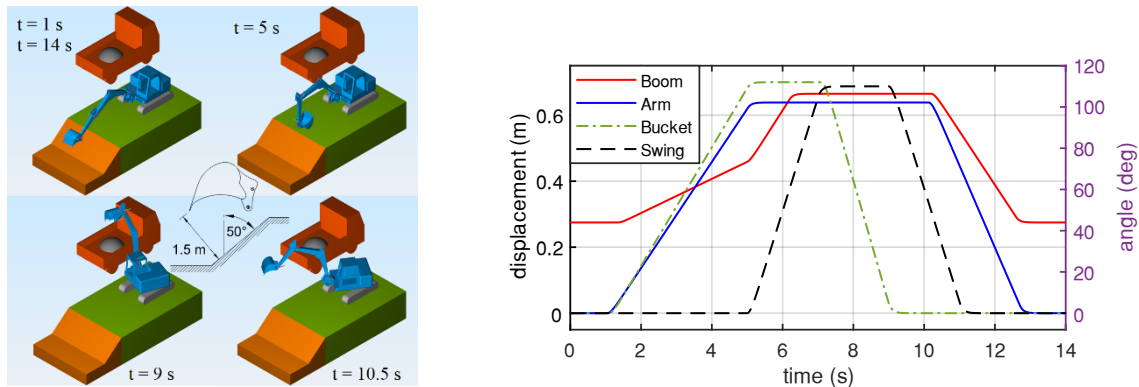 t = 1 s
t = 14 s
t = 5 s
1.5 m
50°
t = 9 s
t = 10.5 s
Boom
Arm
Bucket
Swing
displacement (m)
0.6
0.4
0.2
0
0 2 4 6 8 10 12 14
time (s)
120
100
80
60
40
20
0
angle (deg)